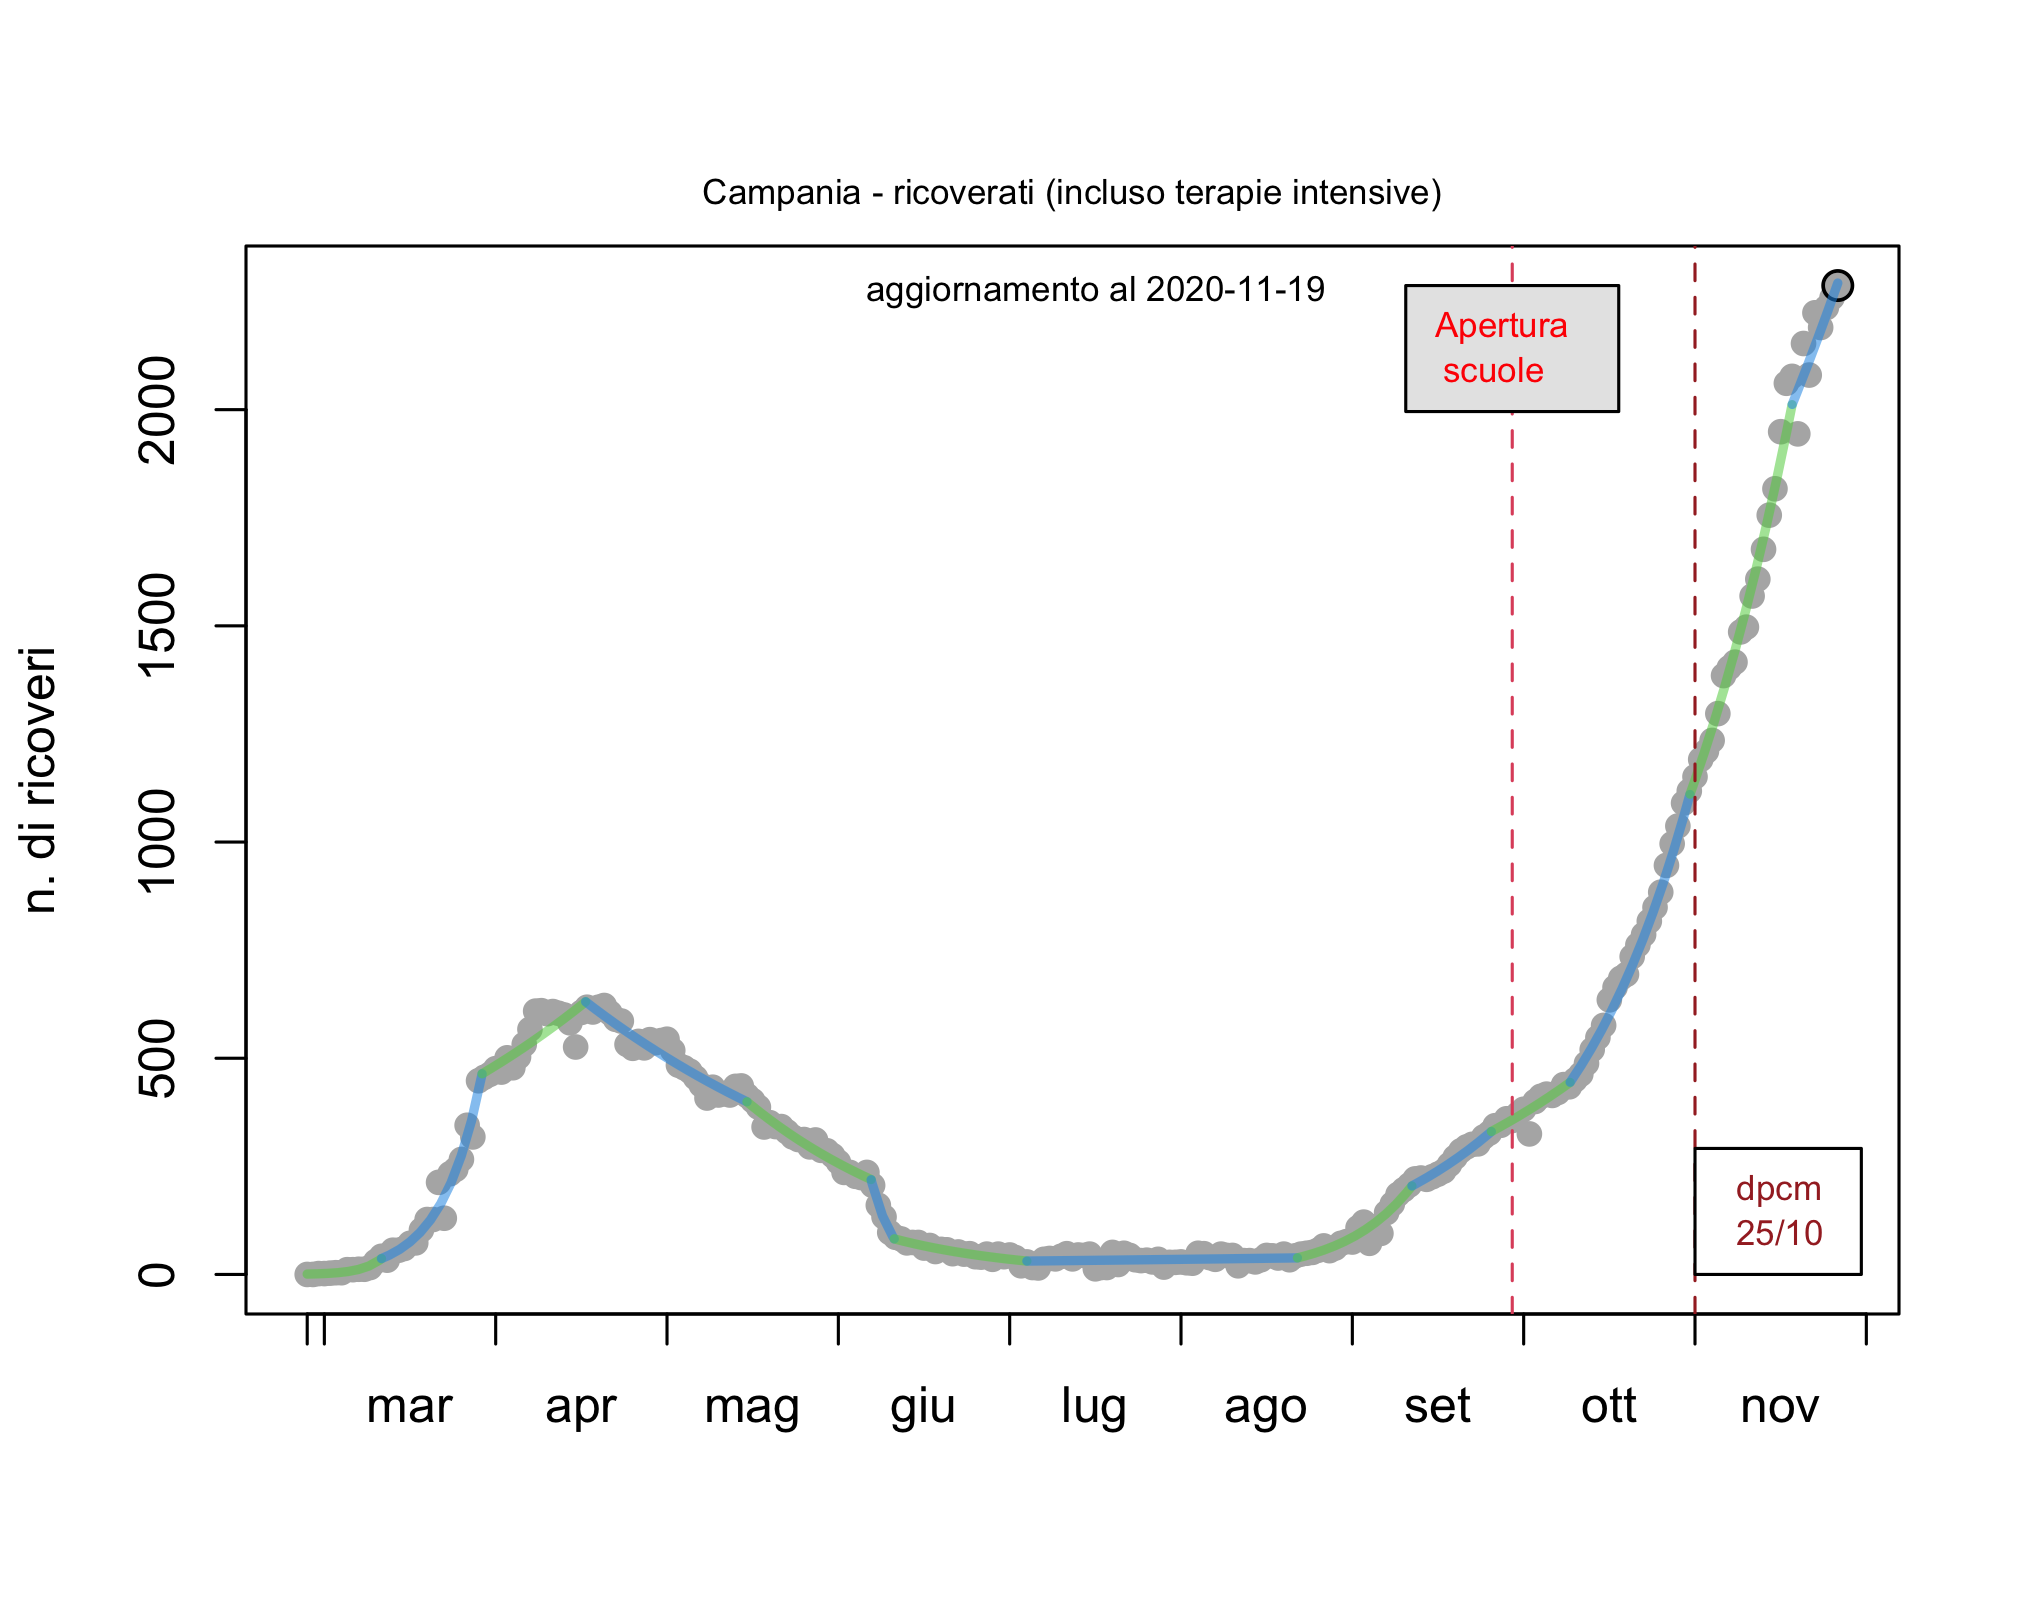 Campania - ricoverati (incluso terapie intensive)
aggiornamento al 2020-11-19
Apertura
scuole
n. di ricoveri
2000
1500
1000
500
0
dpcm
25/10
mar apr mag giu lug ago set ott nov